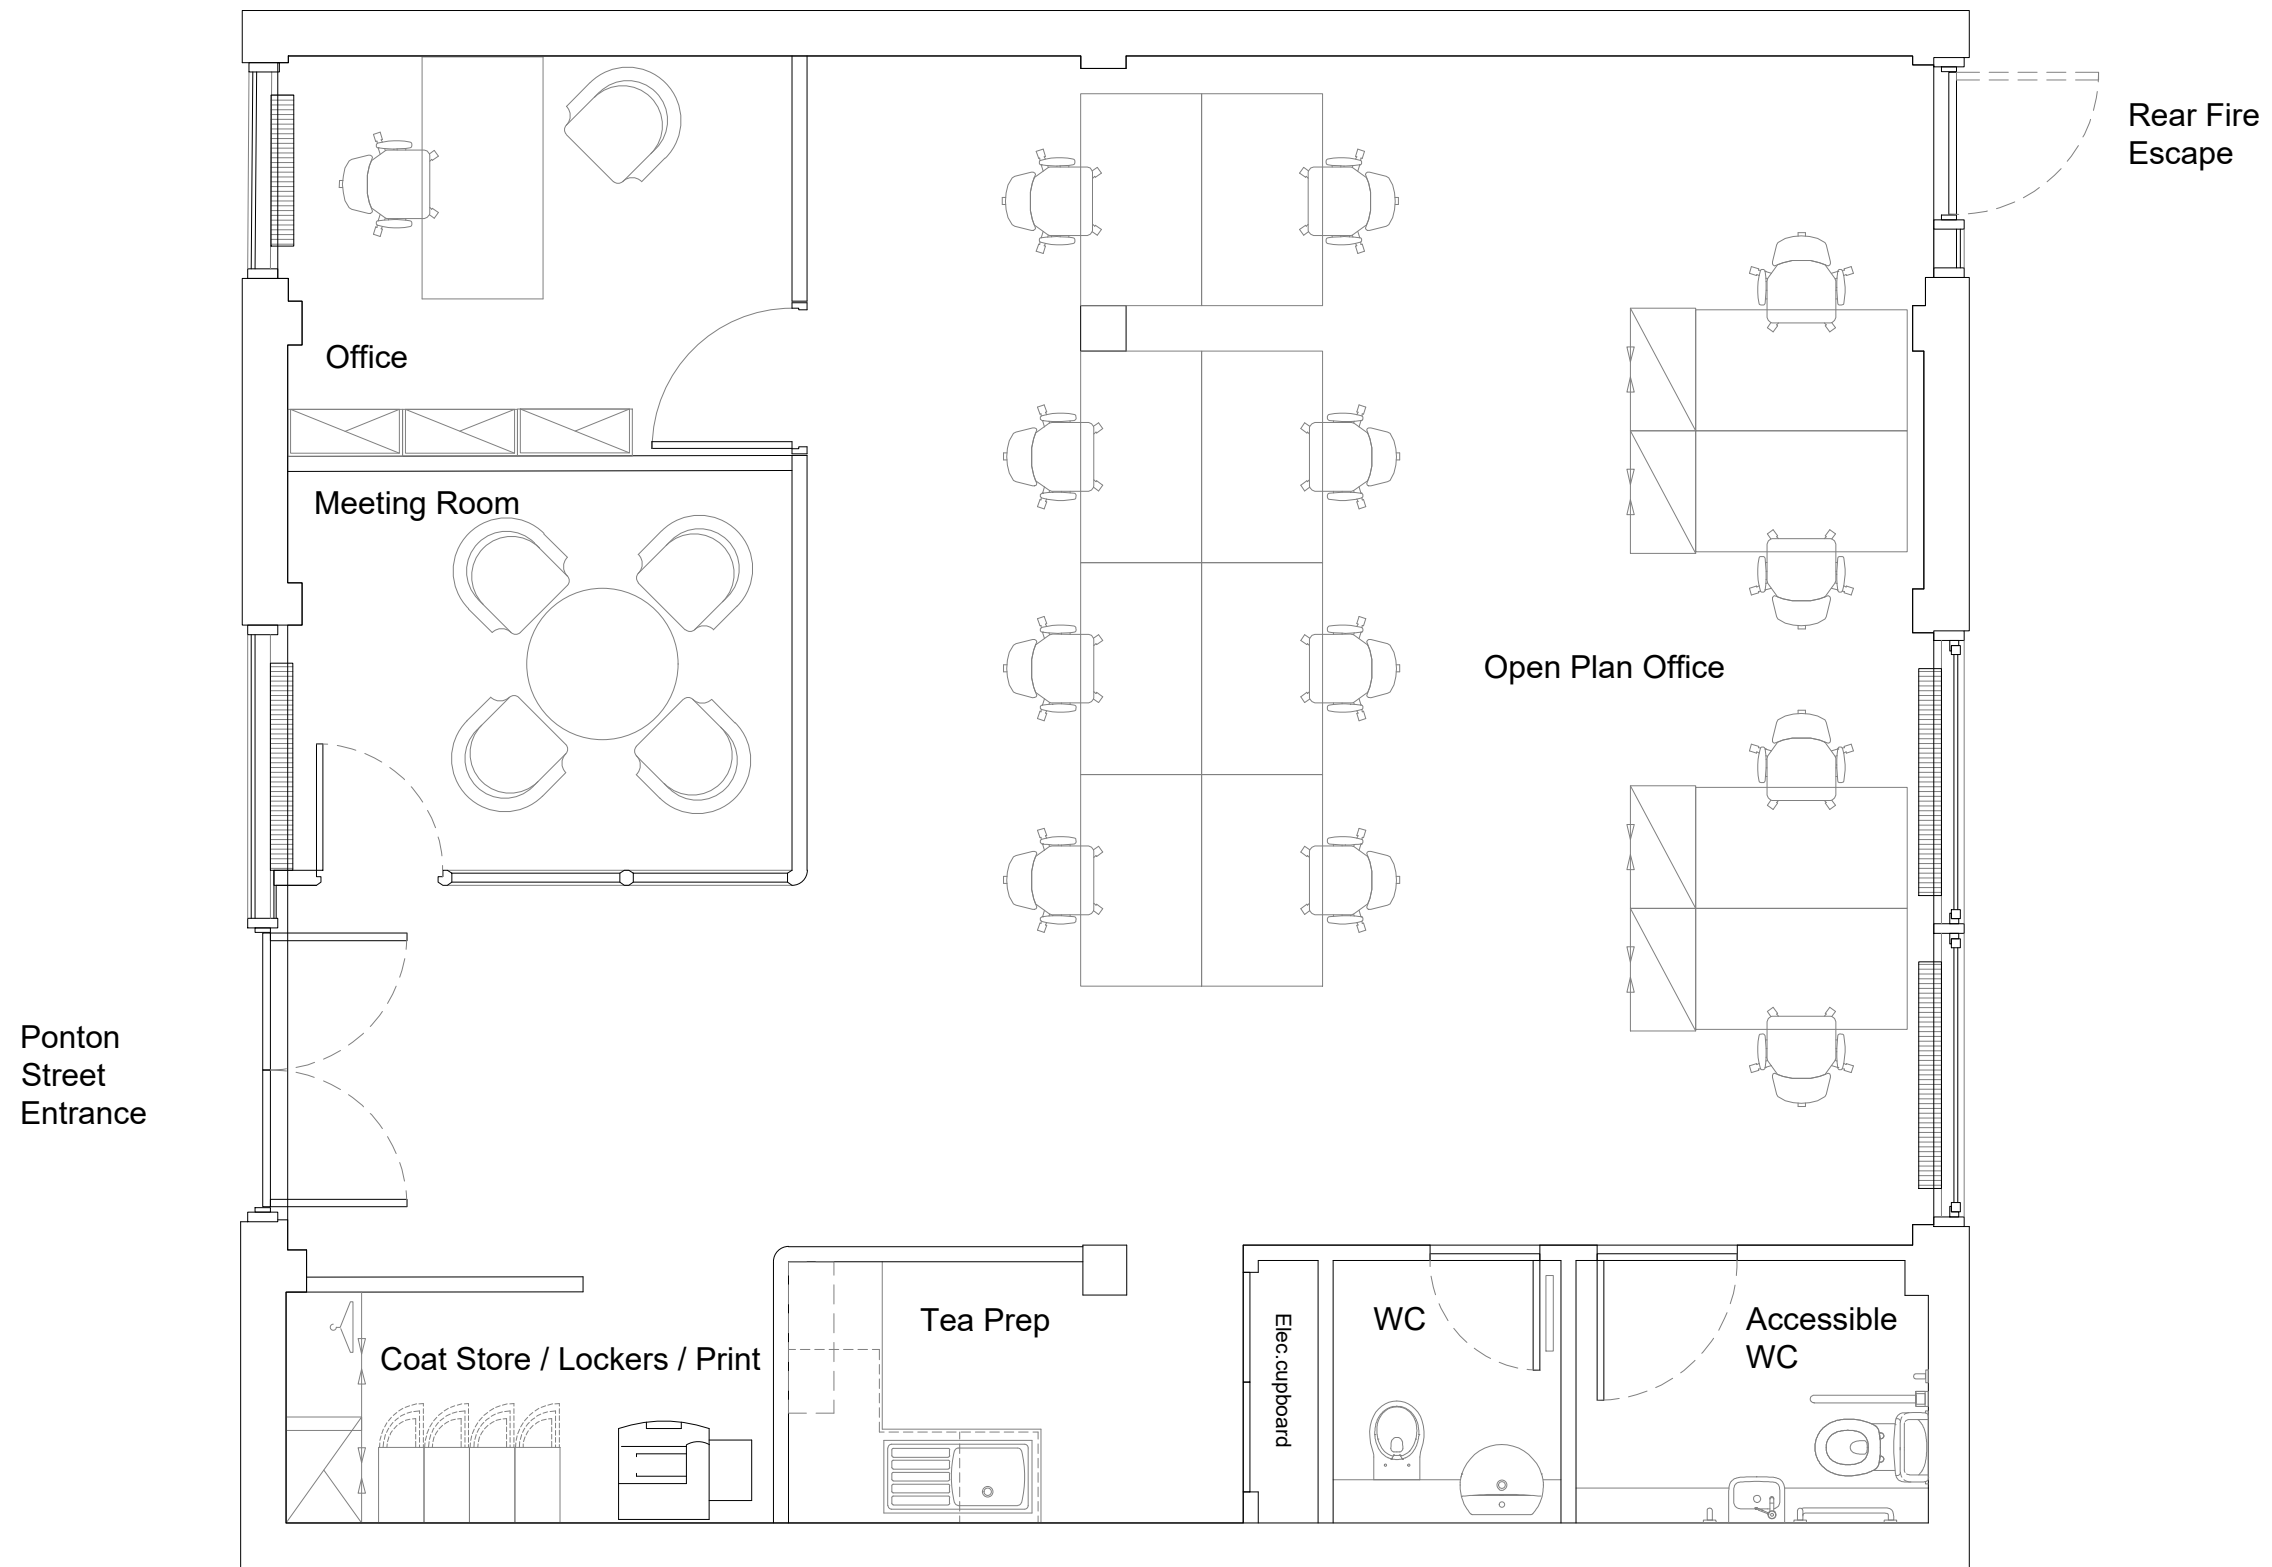 Rear Fire
Escape
Office
Meeting Room
Open Plan Office
Ponton
Street
Entrance
Tea Prep
WC
Accessible
WC
Coat Store / Lockers / Print
Elec.cupboard